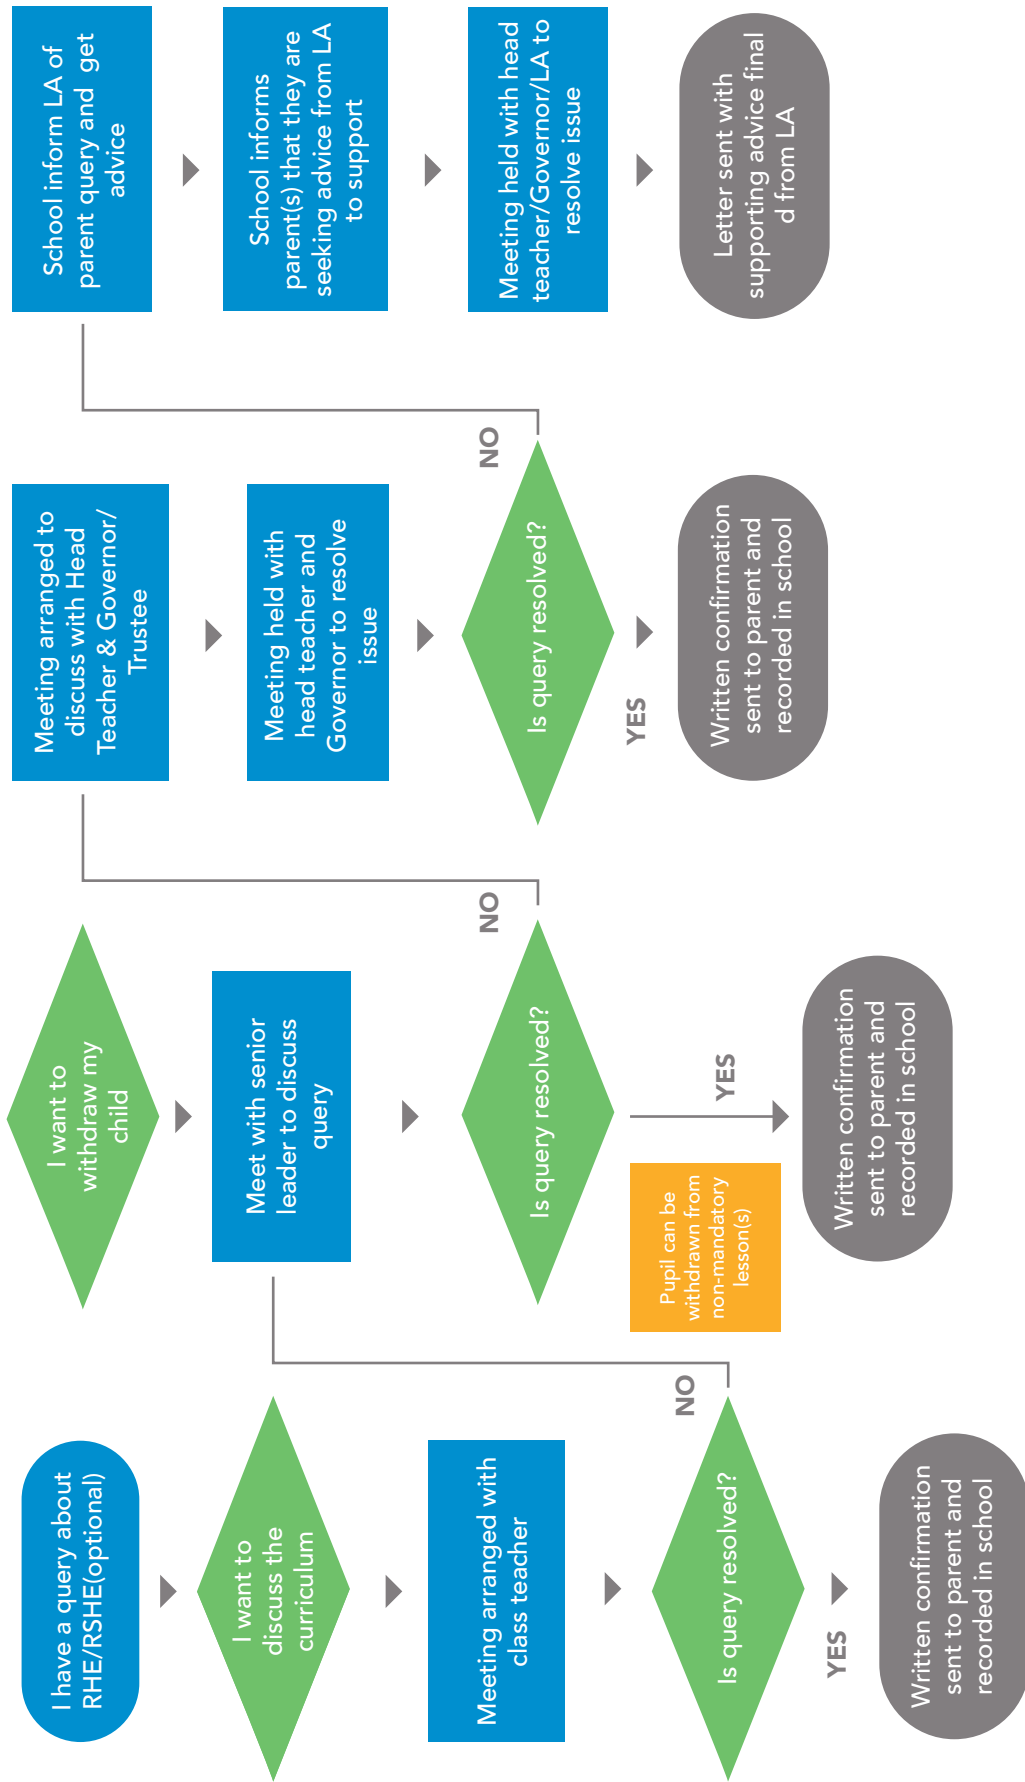 I have a query about
RHE/RSHE(optional)
I want to
discuss the
curriculum
Meeting arranged with
class teacher
Is query resolved?
NO
YES
Written confirmation
sent to parent and
recorded in school
I want to
withdraw my
child
Meet with senior
leader to discuss
query
Is query resolved?
NO
Pupil can be
withdrawn from
non-mandatory
lesson(s)
YES
Written confirmation
sent to parent and
recorded in school
Meeting arranged to
discuss with Head
Teacher & Governor/
Trustee
Meeting held with
head teacher and
Governor to resolve
issue
Is query resolved?
NO
YES
Written confirmation
sent to parent and
recorded in school
School inform LA of
parent query and  get
advice
School informs
parent(s) that they are
seeking advice from LA
to support
Meeting held with head
teacher/Governor/LA to
resolve issue
Letter sent with
supporting advice final
d from LA